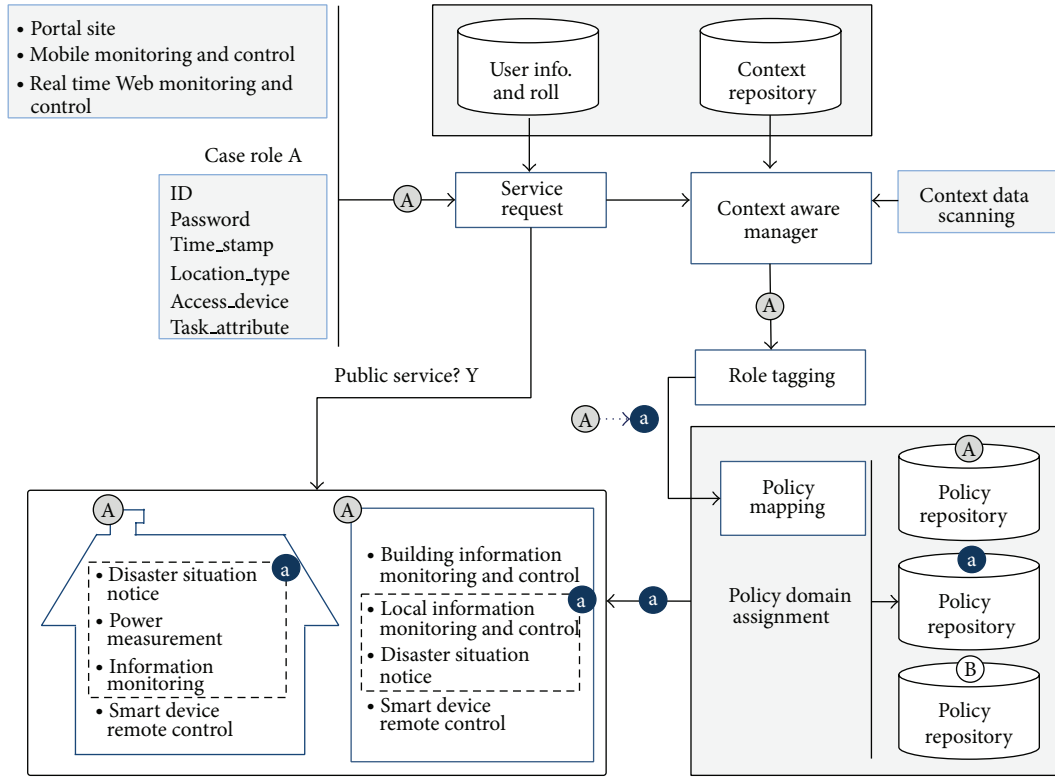 • Portal site
• Mobile monitoring and control
• Real time Web monitoring and
control
User info.
and roll
Context
repository
Case role A
ID
Password
Time_stamp
Location_type
Access_device
Task_attribute
A
Service
request
Context aware
manager
Context data
scanning
A
Role tagging
Public service? Y
A
a
Policy
mapping
Policy domain
assignment
A
Policy
repository
a
Policy
repository
B
Policy
repository
A
a
• Disaster situation
notice
• Power
measurement
• Information
monitoring
• Smart device
remote control
A
• Building information
monitoring and control
a
• Local information
monitoring and control
• Disaster situation
notice
• Smart device
remote control
a